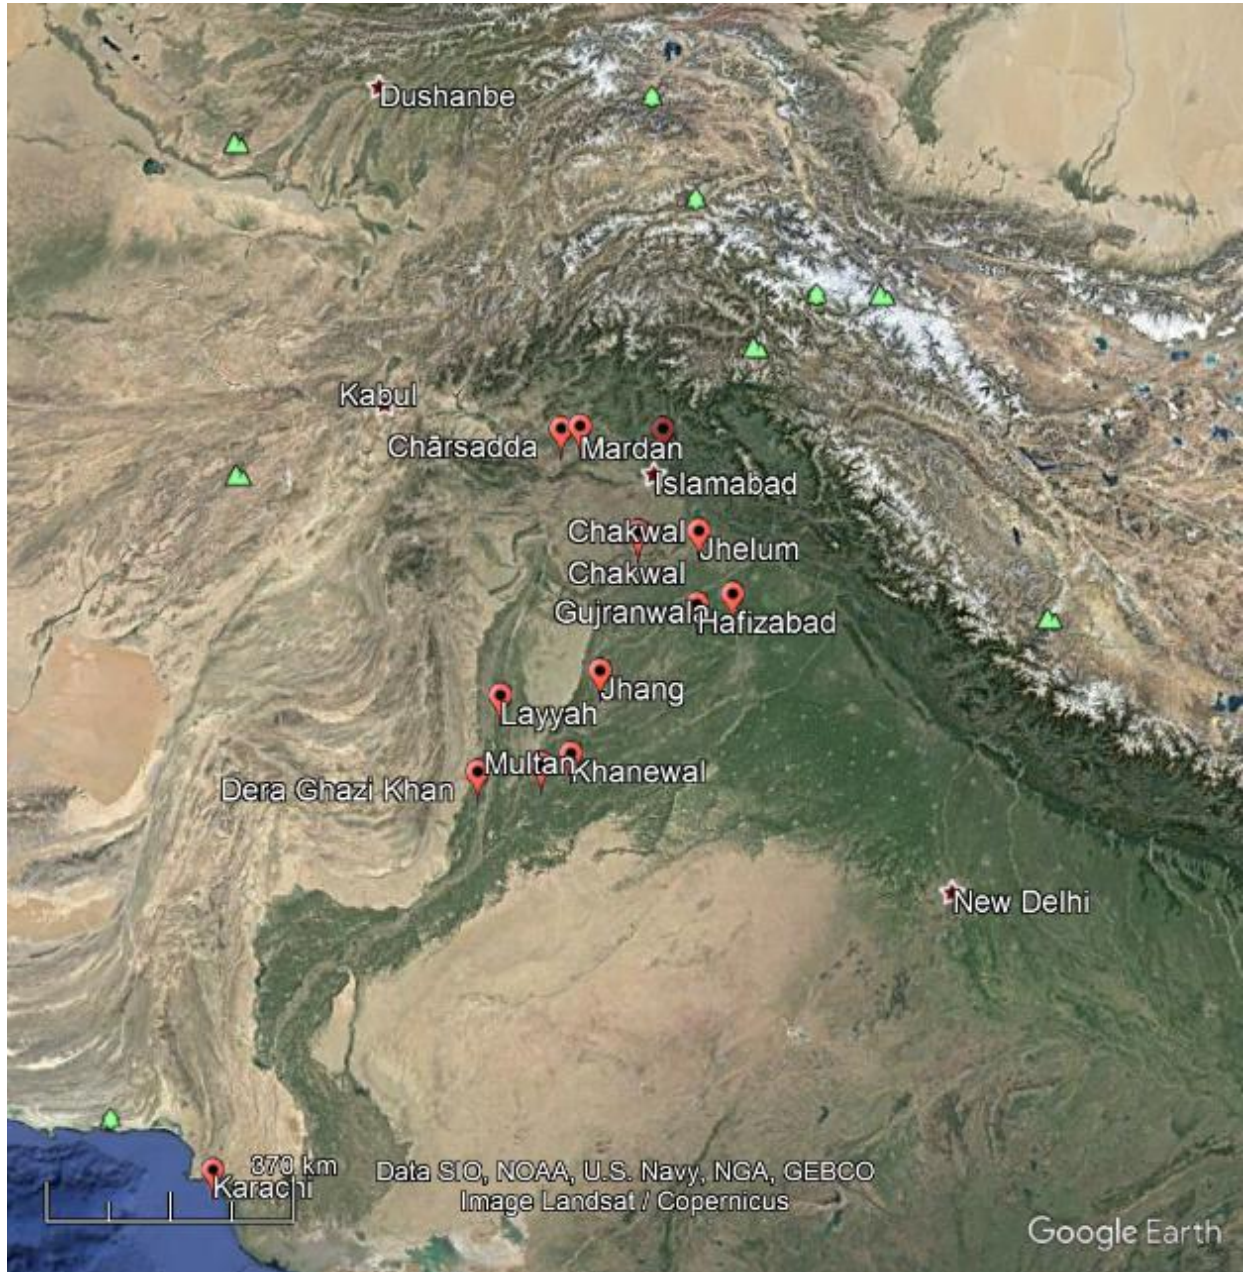 Dushanbe
Kabul
Chārsadda
Mardan
Islamabad
Chakwal
Jhelum
Chakwal
Gujranwala
Hafizabad
Jhang
Layyah
Multan
Khanewal
Dera Ghazi Khan
New Delhi
370 km
Karachi
Data SIO, NOAA, U.S. Navy, NGA, GEBCO
Image Landsat / Copernicus
Google Earth